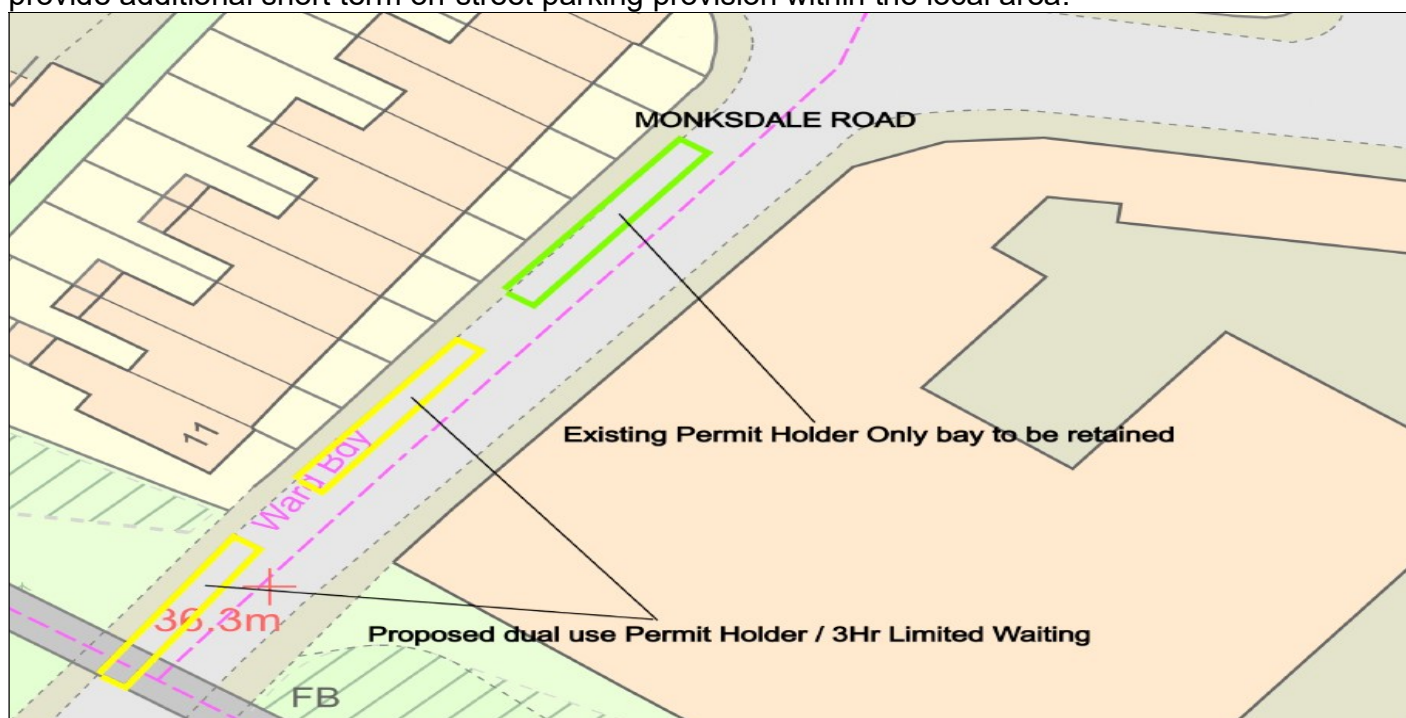 provide additional short term on-street parking provision within the local area.
MONKSDALE ROAD
Existing Permit Holder Only bay to be retained
11
Ward Bdy
36.3m
Proposed dual use Permit Holder / 3Hr Limited Waiting
FB